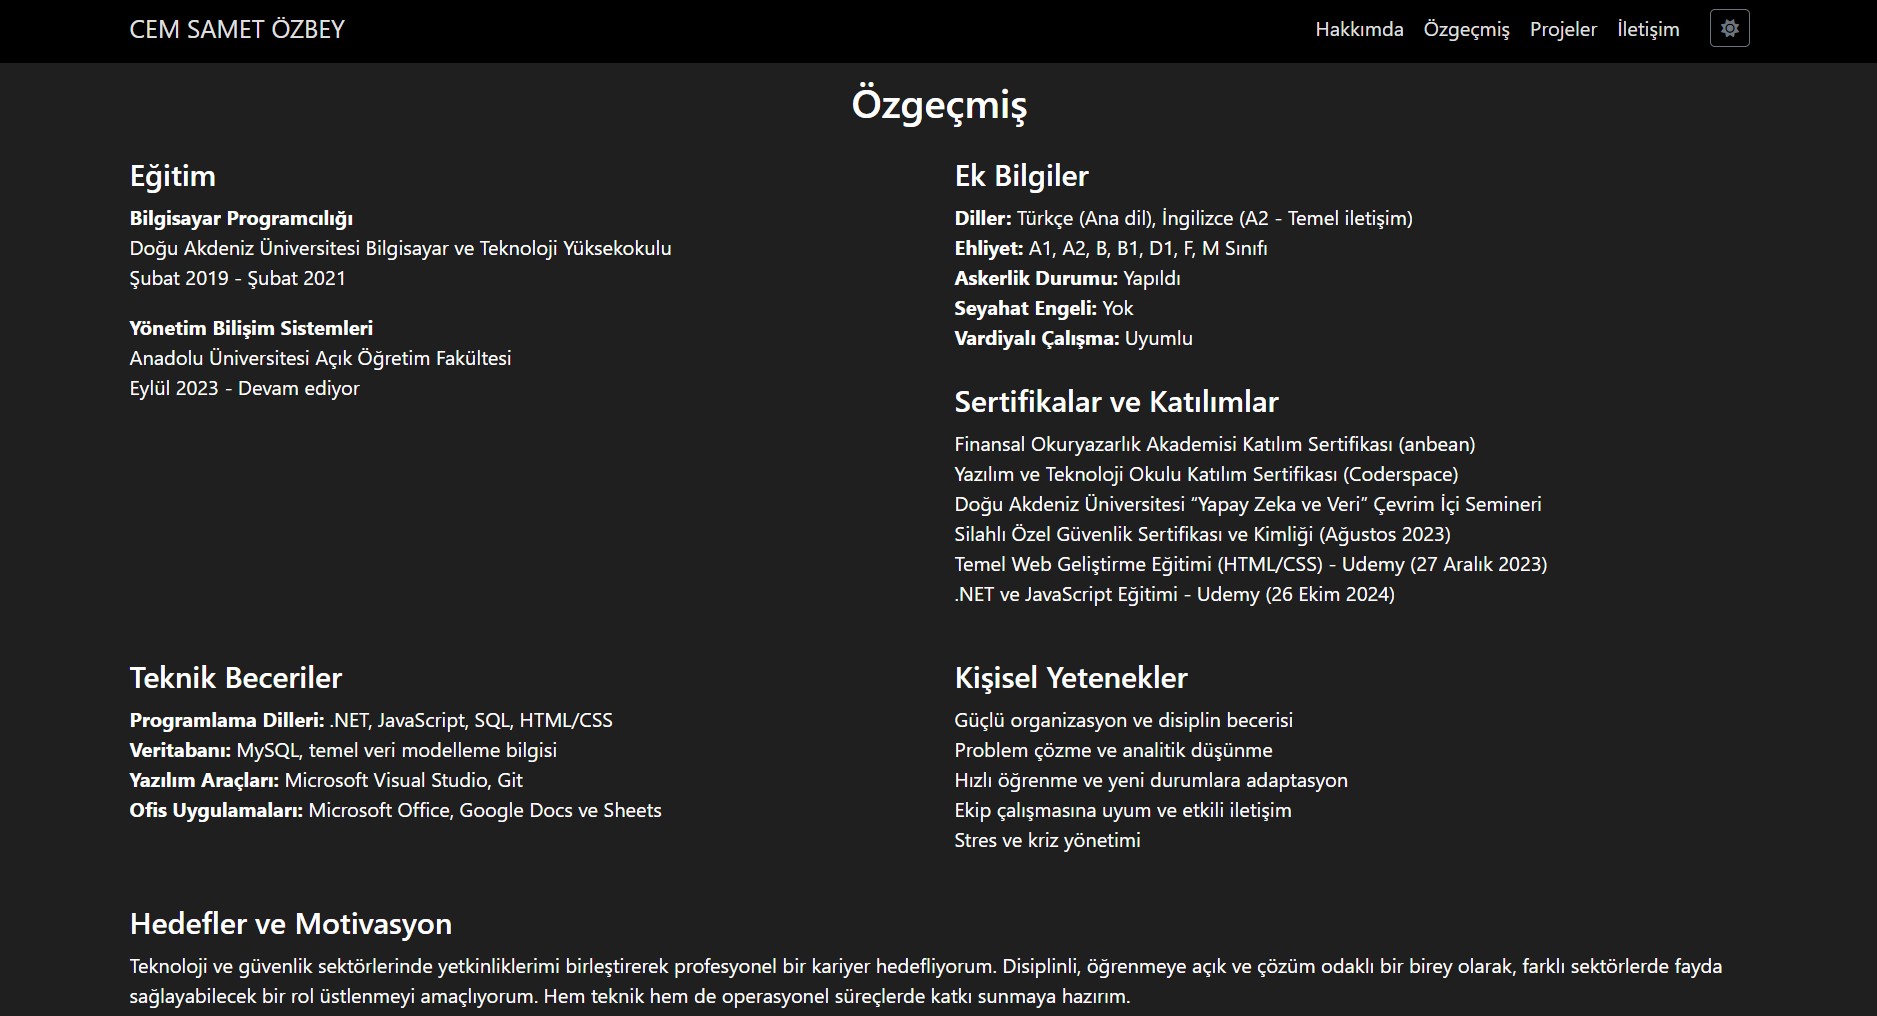 CEM SAMET ÖZBEY
Hakkımda Özgeçmiş Projeler İletişim
Özgeçmiş
Eğitim
Bilgisayar Programcılığı
Doğu Akdeniz Üniversitesi Bilgisayar ve Teknoloji Yüksekokulu
Şubat 2019 - Şubat 2021
Yönetim Bilişim Sistemleri
Anadolu Üniversitesi Açık Öğretim Fakültesi
Eylül 2023 - Devam ediyor
Ek Bilgiler
Diller: Türkçe (Ana dil), İngilizce (A2 - Temel iletişim)
Ehliyet: A1, A2, B, B1, D1, F, M Sınıfı
Askerlik Durumu: Yapıldı
Seyahat Engeli: Yok
Vardiyalı Çalışma: Uyumlu
Sertifikalar ve Katılımlar
Finansal Okuryazarlık Akademisi Katılım Sertifikası (anbean)
Yazılım ve Teknoloji Okulu Katılım Sertifikası (Coderspace)
Doğu Akdeniz Üniversitesi “Yapay Zeka ve Veri” Çevrim İçi Semineri
Silahlı Özel Güvenlik Sertifikası ve Kimliği (Ağustos 2023)
Temel Web Geliştirme Eğitimi (HTML/CSS) - Udemy (27 Aralık 2023)
.NET ve JavaScript Eğitimi - Udemy (26 Ekim 2024)
Teknik Beceriler
Programlama Dilleri: .NET, JavaScript, SQL, HTML/CSS
Veritabanı: MySQL, temel veri modelleme bilgisi
Yazılım Araçları: Microsoft Visual Studio, Git
Ofis Uygulamaları: Microsoft Office, Google Docs ve Sheets
Kişisel Yetenekler
Güçlü organizasyon ve disiplin becerisi
Problem çözme ve analitik düşünme
Hızlı öğrenme ve yeni durumlara adaptasyon
Ekip çalışmasına uyum ve etkili iletişim
Stres ve kriz yönetimi
Hedefler ve Motivasyon
Teknoloji ve güvenlik sektörlerinde yetkinliklerimi birleştirerek profesyonel bir kariyer hedefliyorum. Disiplinli, öğrenmeye açık ve çözüm odaklı bir birey olarak, farklı sektörlerde fayda
sağlayabilecek bir rol üstlenmeyi amaçlıyorum. Hem teknik hem de operasyonel süreçlerde katkı sunmaya hazırım.